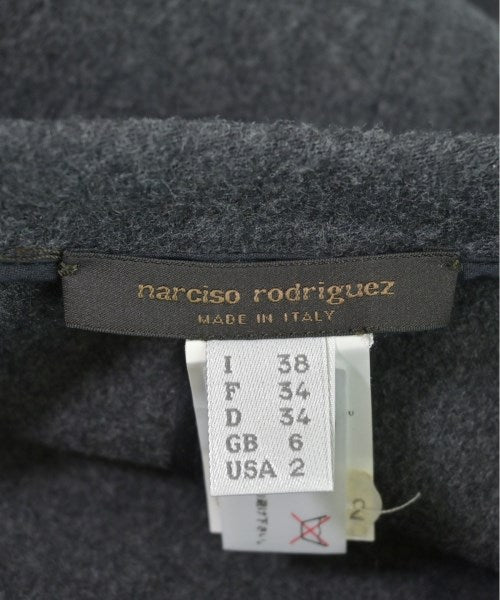 narciso rodriguez
MADE IN ITALY
I 38
F 34
D 34
GB 6
USA 2